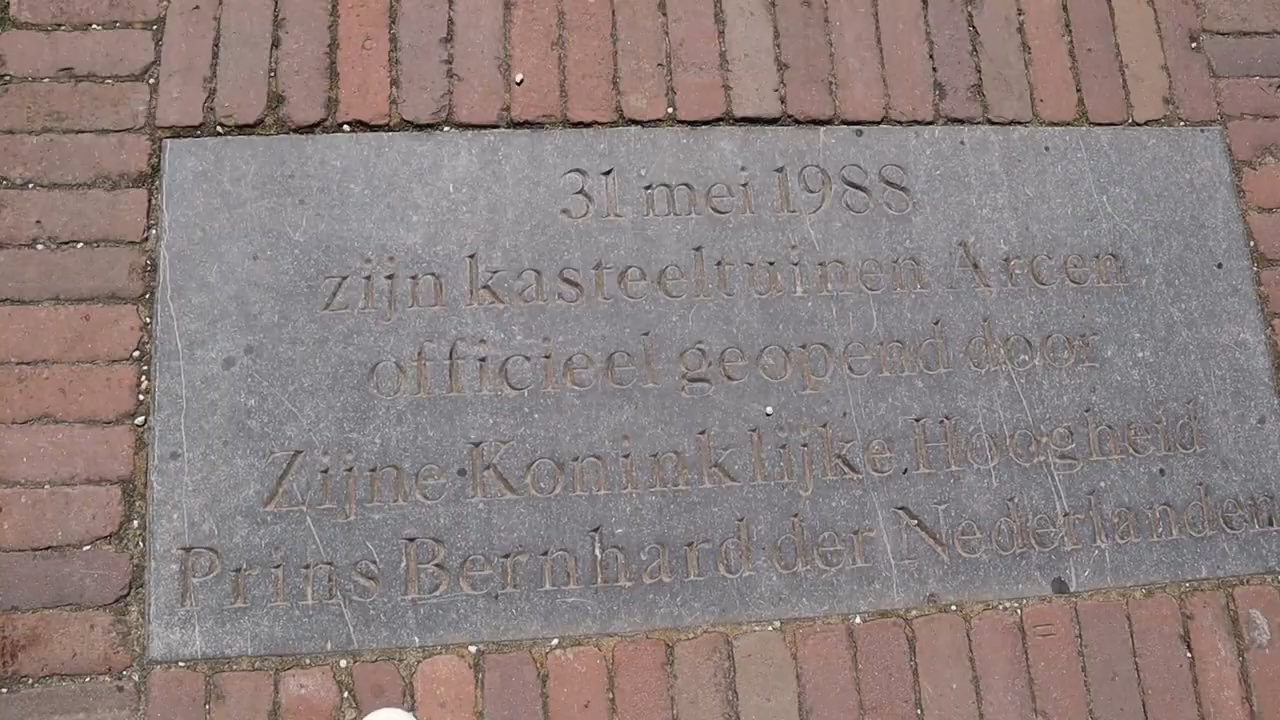 31 mei 1988
zijn kasteeltuinen Arcen
officieel geopend door
Zijne Koninklijke Hoogheid
Prins Bernhard der Nederlanden